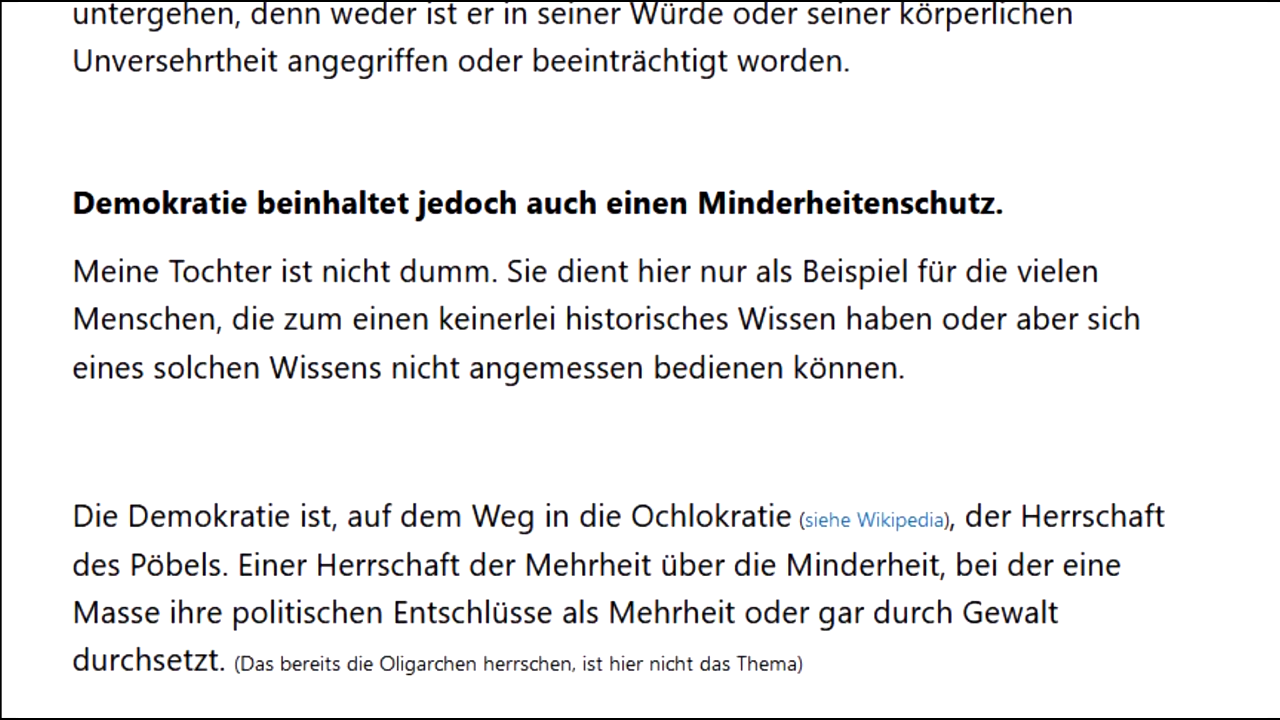 untergehen, denn weder ist er in seiner Würde oder seiner körperlichen
Unversehrtheit angegriffen oder beeinträchtigt worden.
Demokratie beinhaltet jedoch auch einen Minderheitenschutz.
Meine Tochter ist nicht dumm. Sie dient hier nur als Beispiel für die vielen
Menschen, die zum einen keinerlei historisches Wissen haben oder aber sich
eines solchen Wissens nicht angemessen bedienen können.
Die Demokratie ist, auf dem Weg in die Ochlokratie (siehe Wikipedia), der Herrschaft
des Pöbels. Einer Herrschaft der Mehrheit über die Minderheit, bei der eine
Masse ihre politischen Entschlüsse als Mehrheit oder gar durch Gewalt
durchsetzt. (Das bereits die Oligarchen herrschen, ist hier nicht das Thema)